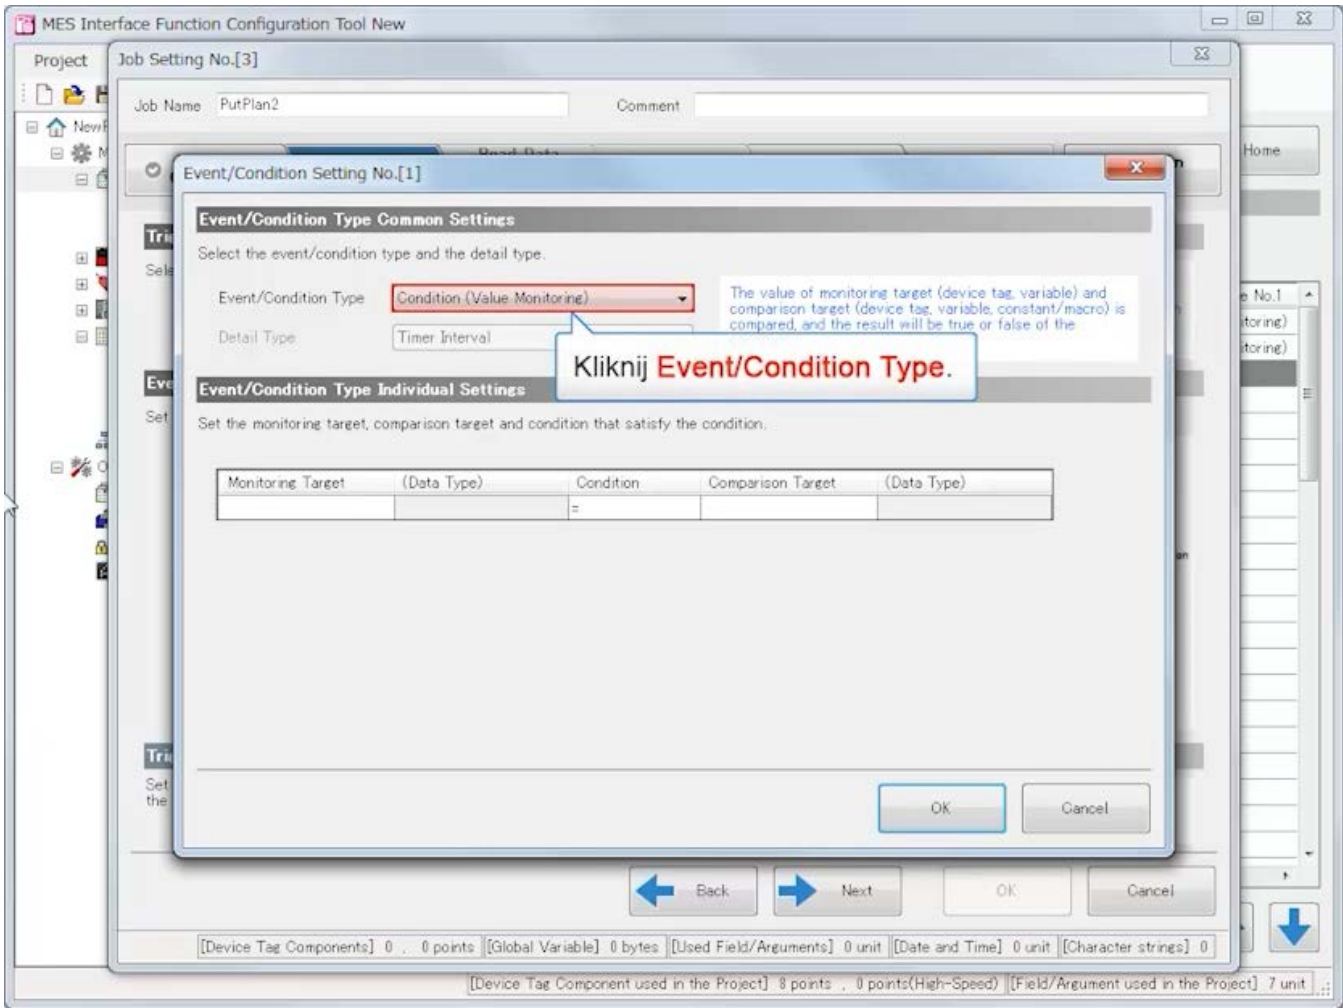 MES Interface Function Configuration Tool New
Project
Job Setting No.[3]
Job Name PutPlan2 Comment
Home
Event/Condition Setting No.[1]
Event/Condition Type Common Settings
Select the event/condition type and the detail type.
Event/Condition Type Condition (Value Monitoring)
The value of monitoring target (device tag, variable) and
comparison target (device tag, variable, constant/macro) is
compared, and the result will be true or false of the
Detail Type Timer Interval
Kliknij Event/Condition Type.
Event/Condition Type Individual Settings
Set the monitoring target, comparison target and condition that satisfy the condition.
Monitoring Target (Data Type) Condition Comparison Target (Data Type)
=
e No.1
itoring)
itoring)
Set
Set
the
OK Cancel
Back Next OK Cancel
[Device Tag Components] 0 , 0 points [Global Variable] 0 bytes [Used Field/Arguments] 0 unit [Date and Time] 0 unit [Character strings] 0
[Device Tag Component used in the Project] 8 points , 0 points(High-Speed) [Field/Argument used in the Project] 7 unit